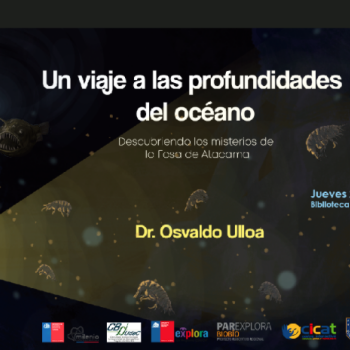 Un viaje a las profundidades
del océano
Descubriendo los misterios de
la Fosa de Atacama
Jueves
Biblioteca
Dr. Osvaldo Ulloa
explora
PAR EXPLORA
BIOBÍO
cicat